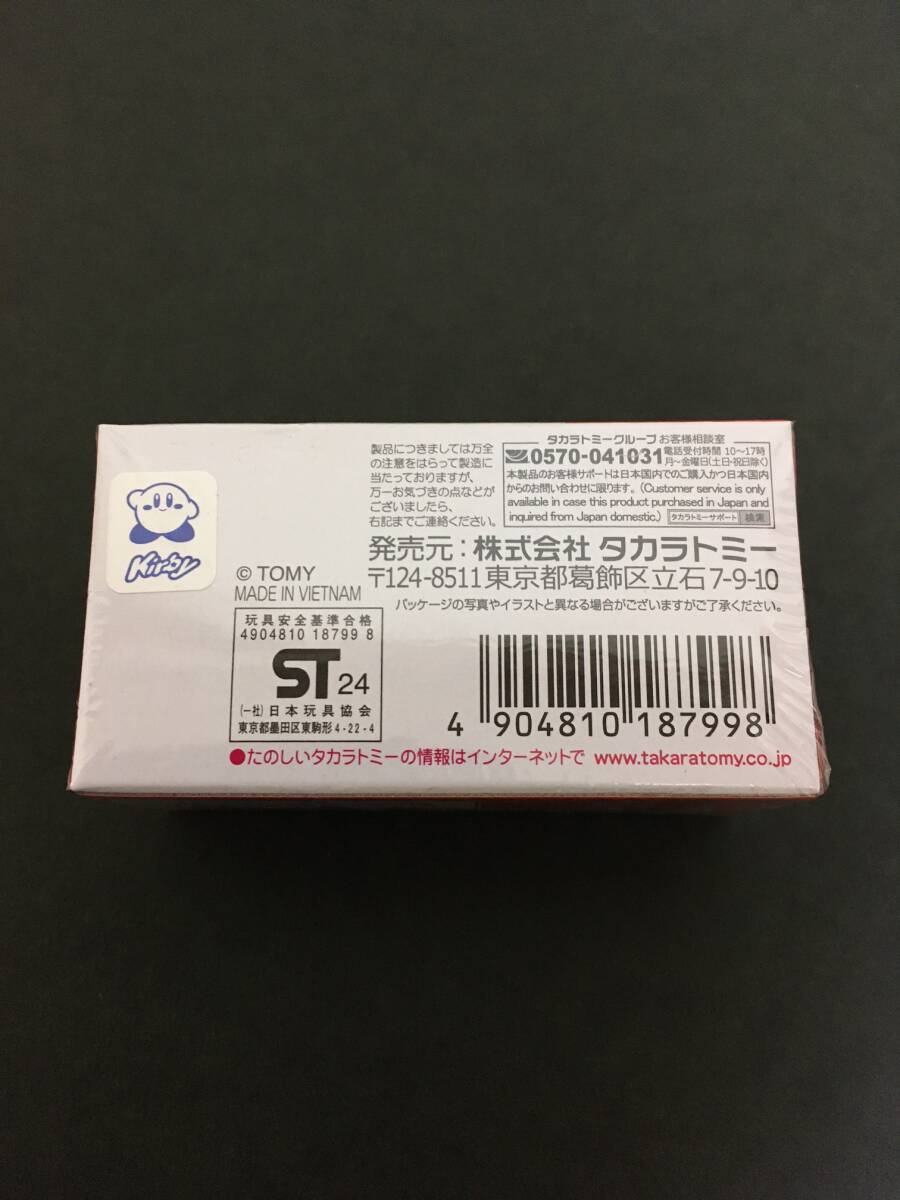 Kirby
© TOMY
MADE IN VIETNAM
玩具安全基準合格
4904810 18799 8
ST 24
(一社)日本玩具協会
東京都墨田区東駒形4-22-4
製品につきましては万全
の注意をはらって製造に
当たっておりますが、
万一お気づきの点などが
ございましたら、
右記までご連絡ください。
タカラトミーグループ お客様相談室
0570-041031 電話受付時間 10〜17時
月〜金曜日(土日・祝日除く)
本製品のお客様サポートは日本国内でのご購入かつ日本国内
からのお問い合わせに限ります。(Customer service is only
available in case this product purchased in Japan and
inquired from Japan domestic.) タカラトミーサポート 検索
発売元：株式会社 タカラトミー
〒124-8511東京都葛飾区立石7-9-10
パッケージの写真やイラストと異なる場合がございますがご了承ください。
4 904810 187998
●たのしいタカラトミーの情報はインターネットで www.takaratomy.co.jp